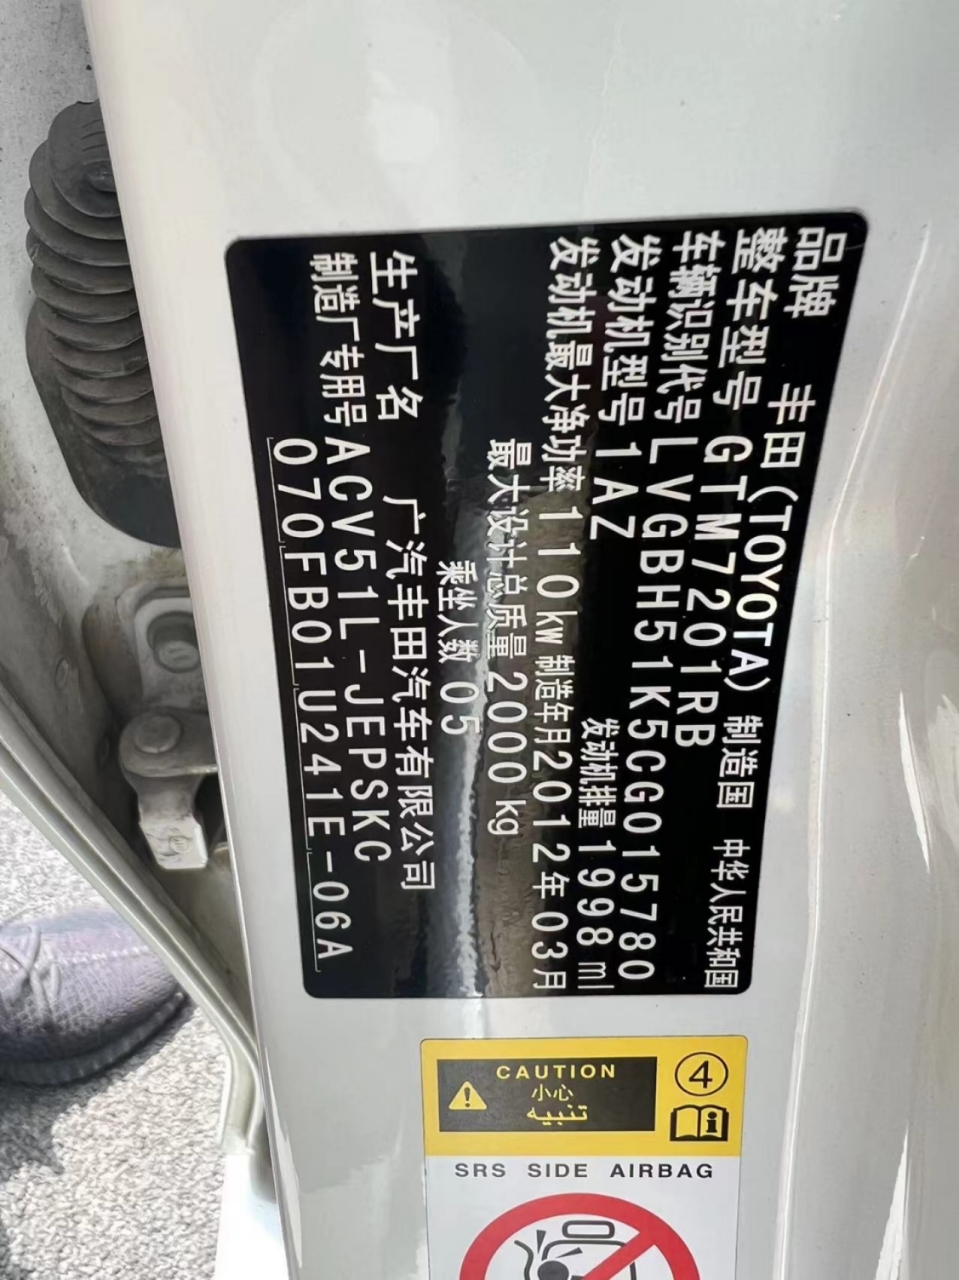 品牌 丰田(TOYOTA) 制造国 中华人民共和国
整车型号 GTM7201RB
车辆识别代号 LVGBH51K5CG015780
发动机型号 1AZ 发动机排量 1998 ml
发动机最大净功率 110kw 制造年月 2012年03月
最大设计总质量 2000 kg
乘坐人数 05
生产厂名 广汽丰田汽车有限公司
制造厂专用号 ACV51L-JEPSKC
070FB01U241E-06A
CAUTION
小心
تنبيه
4
SRS SIDE AIRBAG